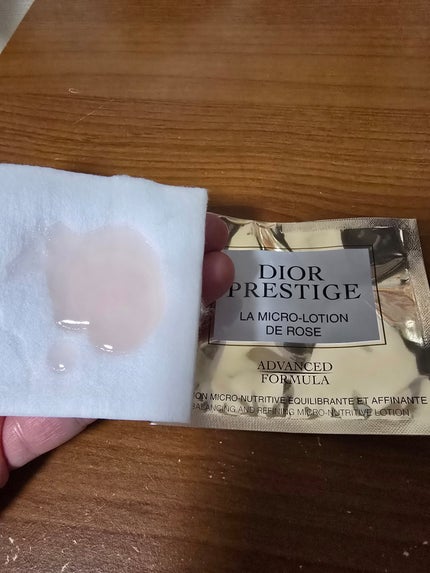 DIOR
PRESTIGE
LA MICRO-LOTION
DE ROSE
ADVANCED
FORMULA
ON MICRO-NUTRITIVE ÉQUILIBRANTE ET AFFINANTE
BALANCING AND REFINING MICRO-NUTRITIVE LOTION